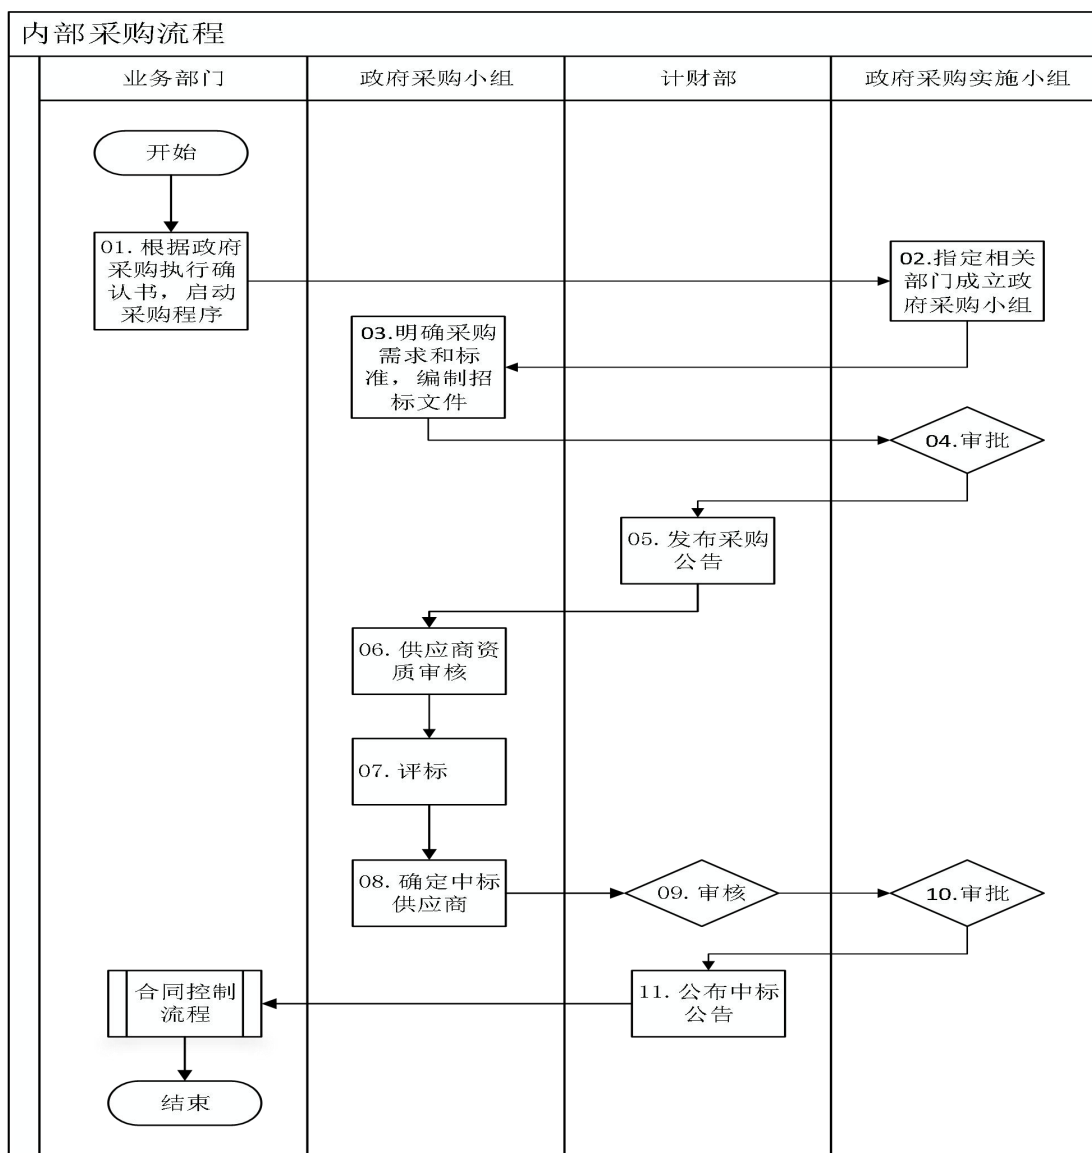 内部采购流程
业务部门
政府采购小组
计财部
政府采购实施小组
开始
01. 根据政府
采购执行确
认书，启动
采购程序
02.指定相关
部门成立政
府采购小组
03.明确采购
需求和标
准，编制招
标文件
04.审批
05. 发布采购
公告
06. 供应商资
质审核
07. 评标
08. 确定中标
供应商
09. 审核
10.审批
11. 公布中标
公告
合同控制
流程
结束